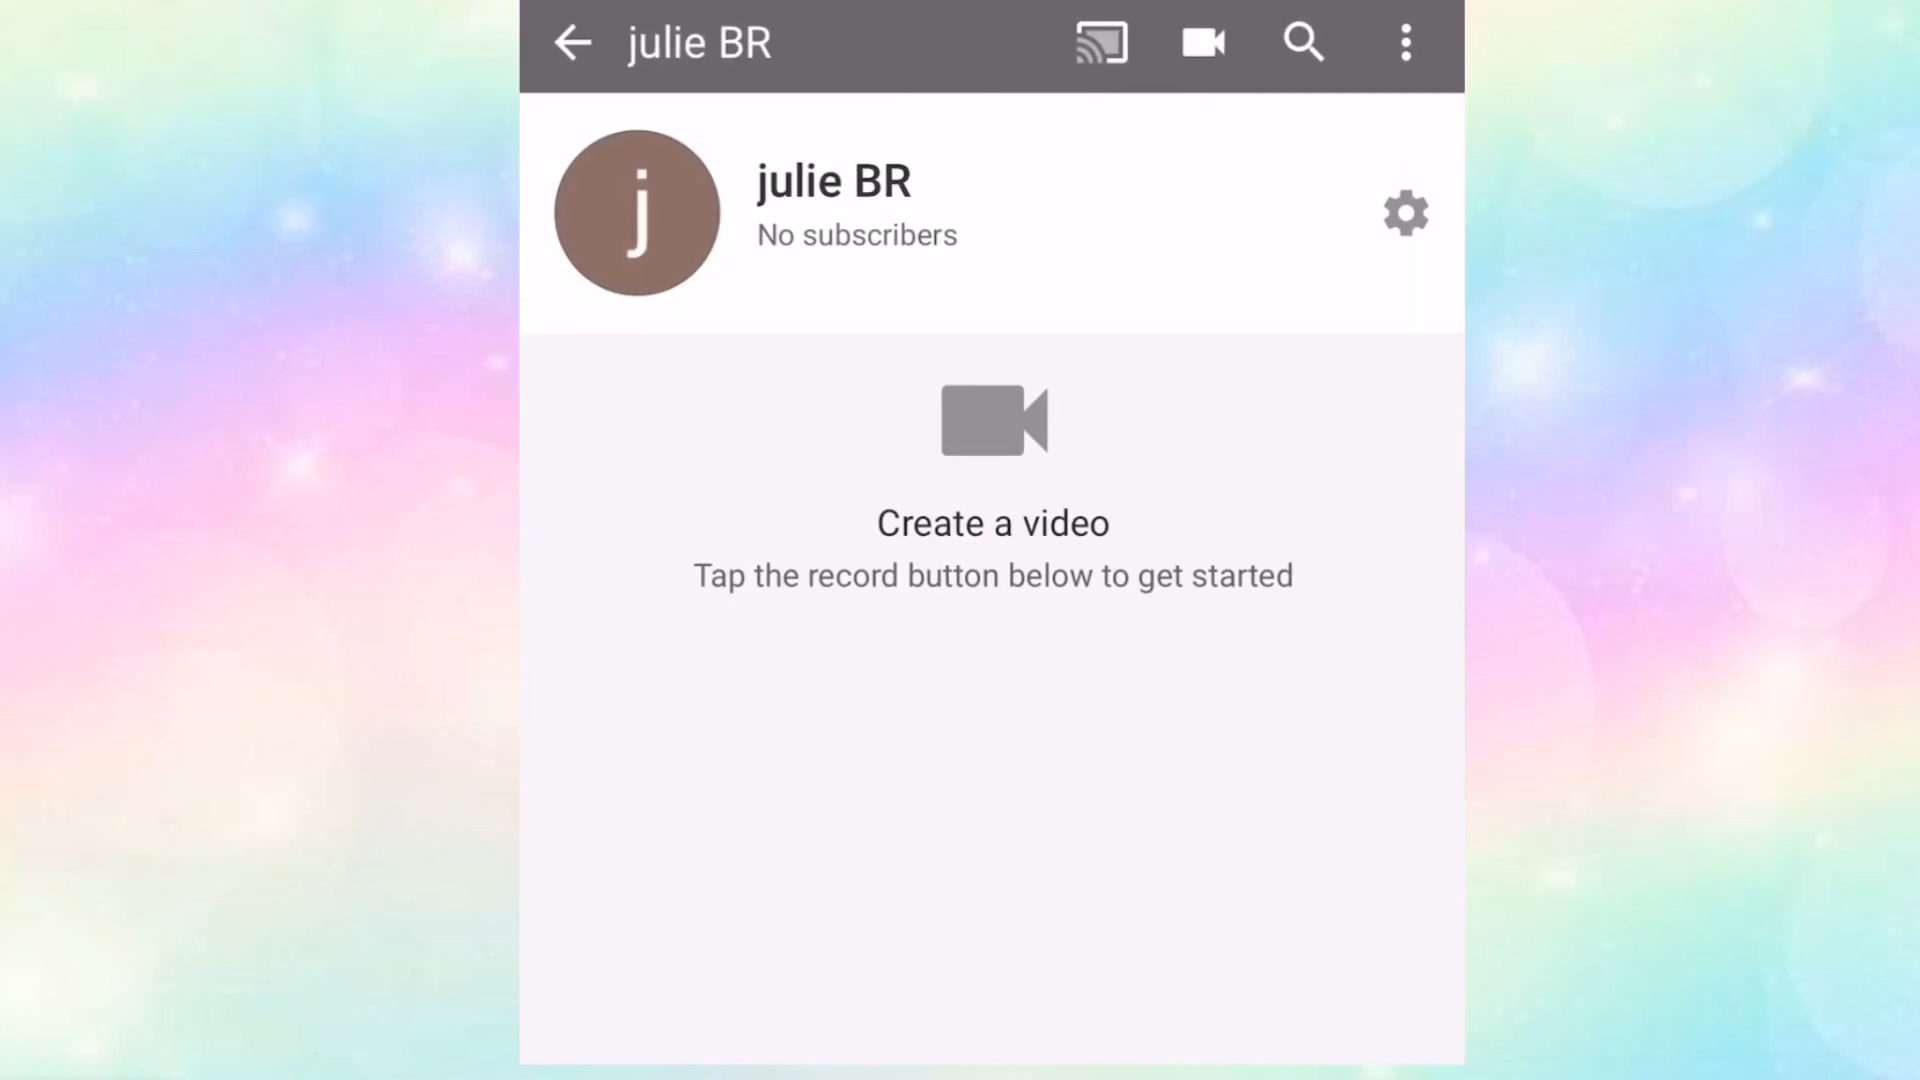 julie BR
j
julie BR
No subscribers
Create a video
Tap the record button below to get started